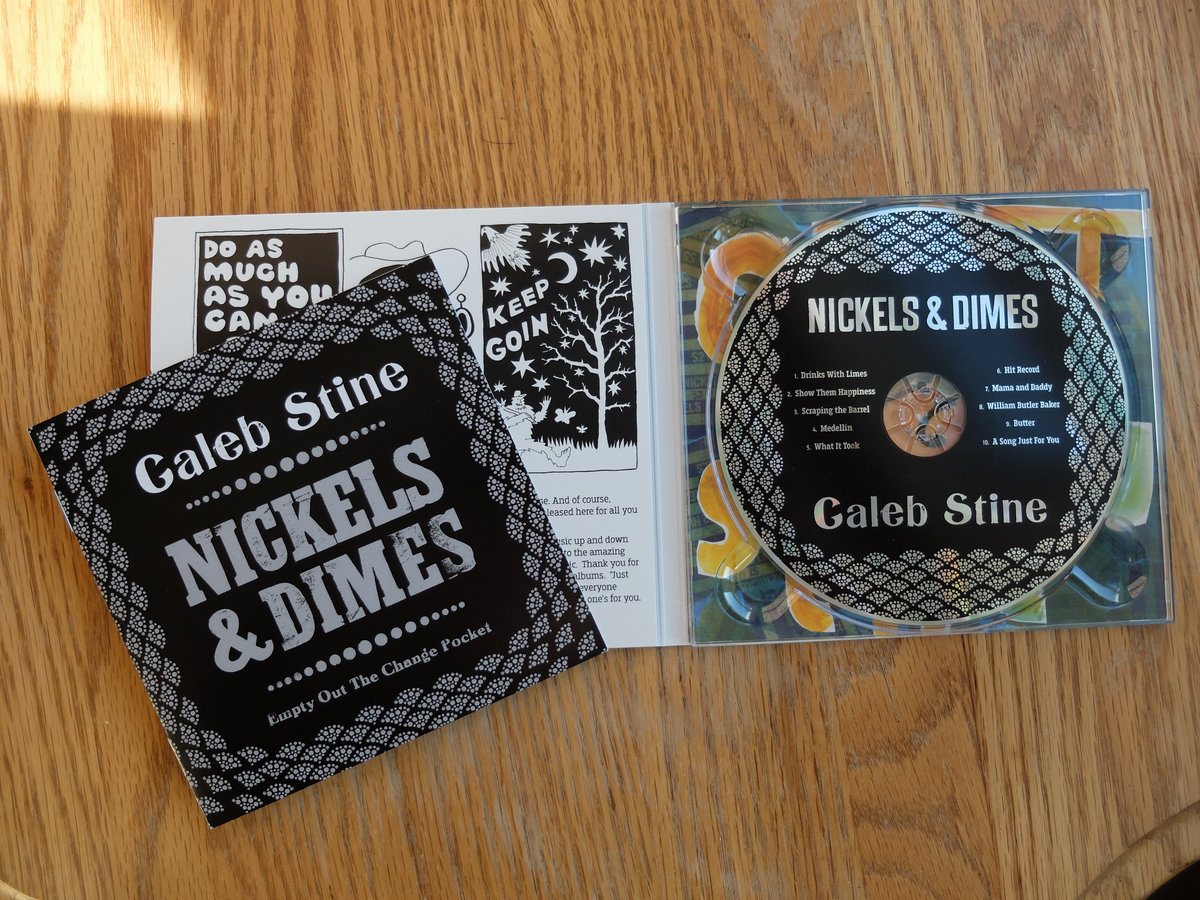 DO AS
MUCH
AS YOU
CAN
KEEP
GOIN
Caleb Stine
NICKELS
& DIMES
Empty Out The Change Pocket
And of course,
leased here for all you
sic up and down
to the amazing
Thank you for
albums. "Just
everyone
one's for you.
NICKELS & DIMES
1. Drinks With Limes
2. Show Them Happiness
3. Scraping the Barrel
4. Medellín
5. What It Took
6. Hit Record
7. Mama and Daddy
8. William Butler Baker
9. Butter
10. A Song Just For You
Caleb Stine